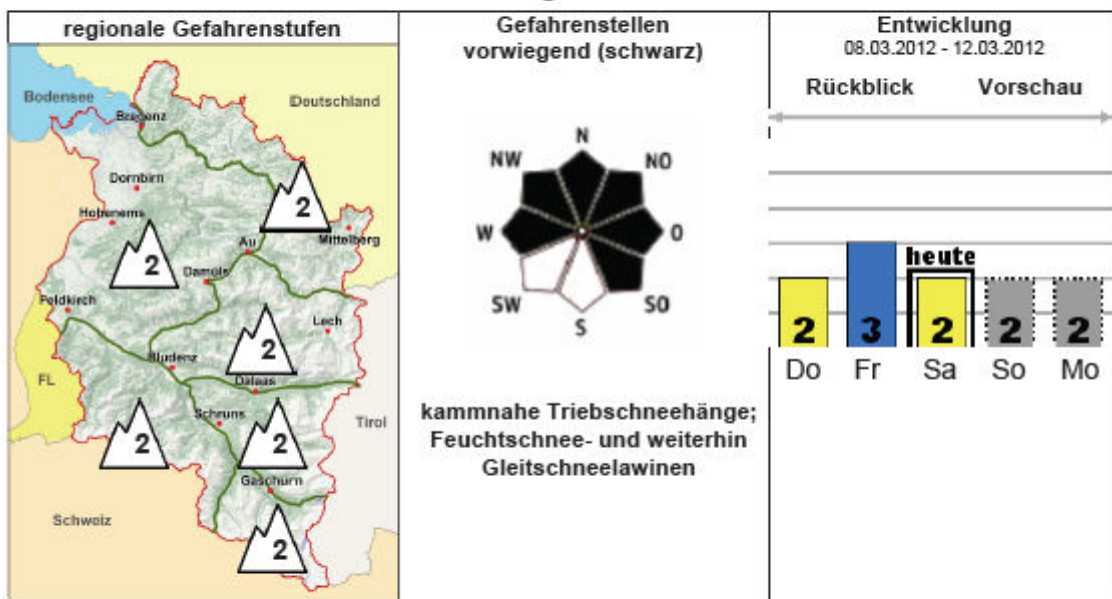 regionale Gefahrenstufen
Bodensee
Deutschland
Bregenz
Dornbirn
Hohenems
2
Mittelberg
Au
2
Damüls
Feldkirch
Lech
2
Bludenz
FL
Dalaas
Schruns
Tirol
2
2
Gaschurn
Schweiz
2
Gefahrenstellen
vorwiegend (schwarz)
N
NW
NO
W
O
SW
SO
S
kammnahe Triebschneehänge;
Feuchtschnee- und weiterhin
Gleitschneelawinen
Entwicklung
08.03.2012 - 12.03.2012
Rückblick Vorschau
heute
2 3 2 2 2
Do Fr Sa So Mo